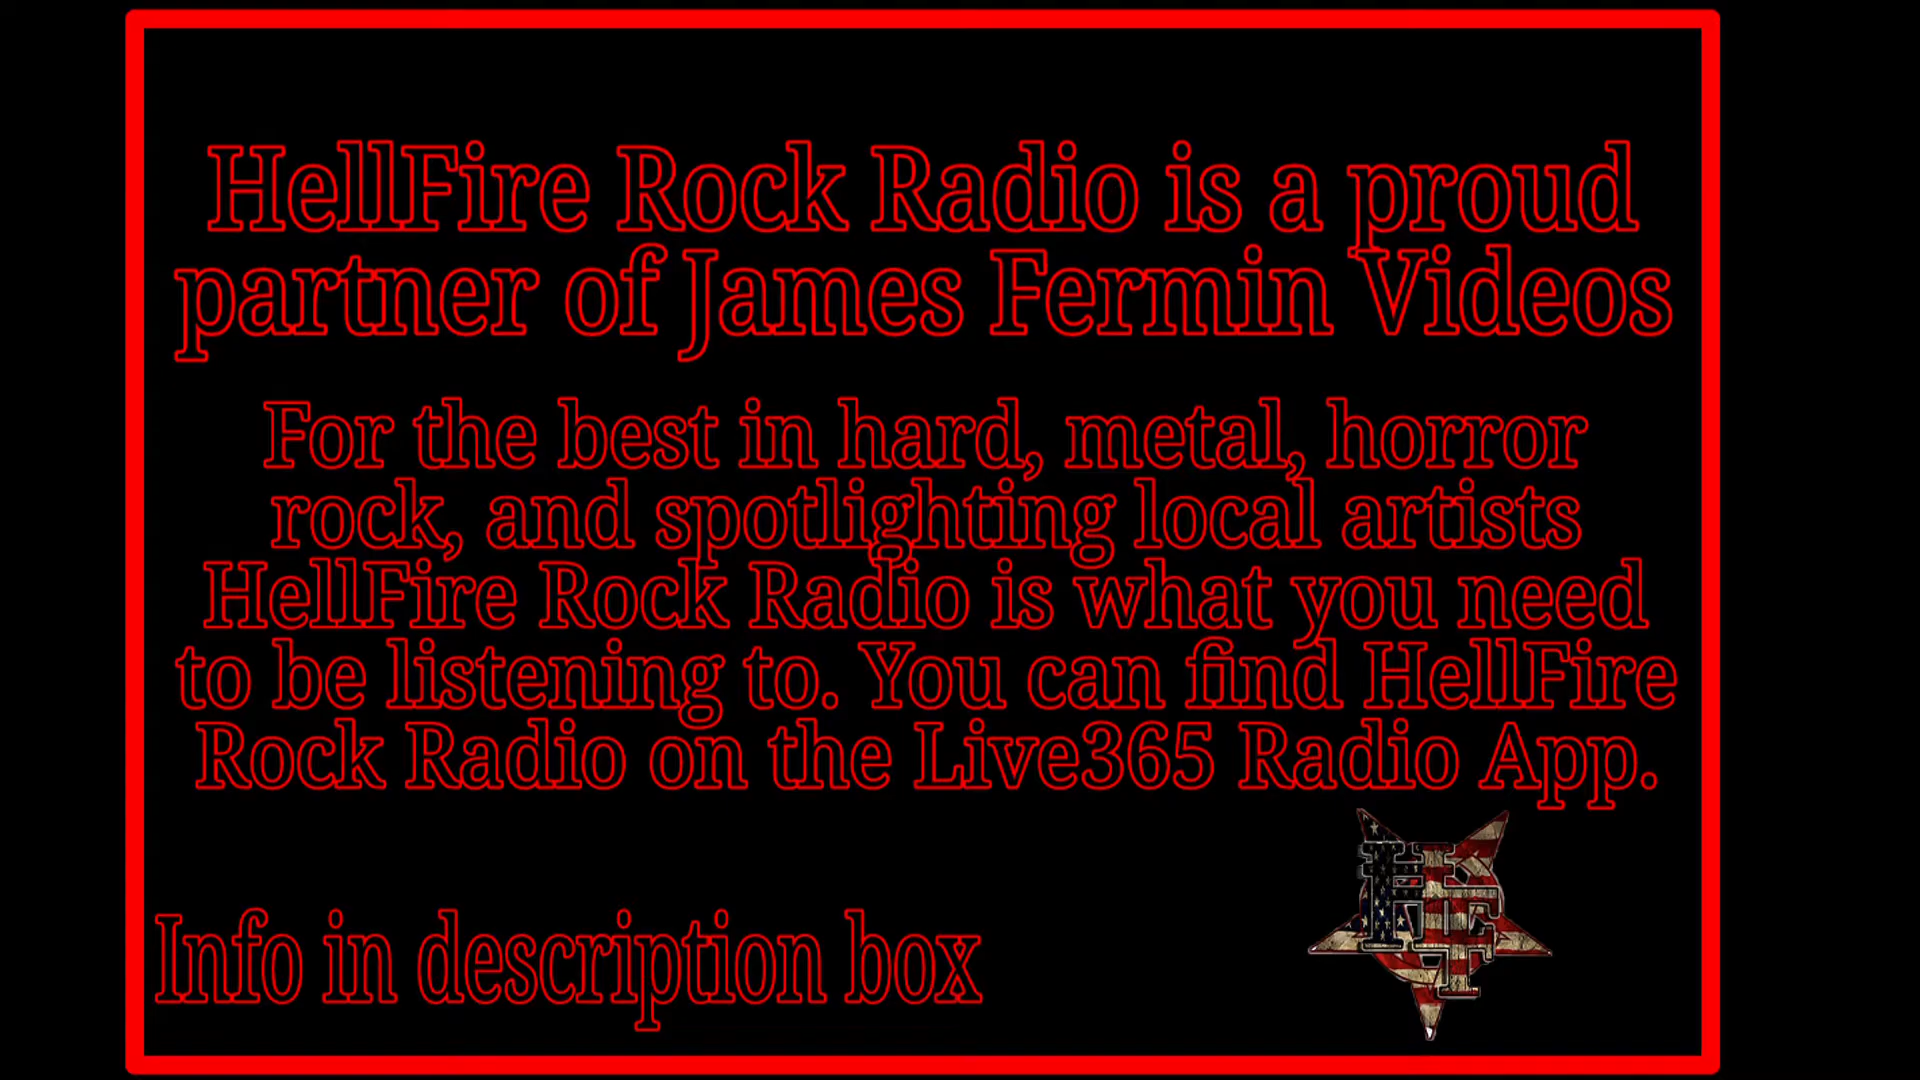 HellFire Rock Radio is a proud
partner of James Fermin Videos
For the best in hard, metal, horror
rock, and spotlighting local artists
HellFire Rock Radio is what you need
to be listening to. You can find HellFire
Rock Radio on the Live365 Radio App.
Info in description box